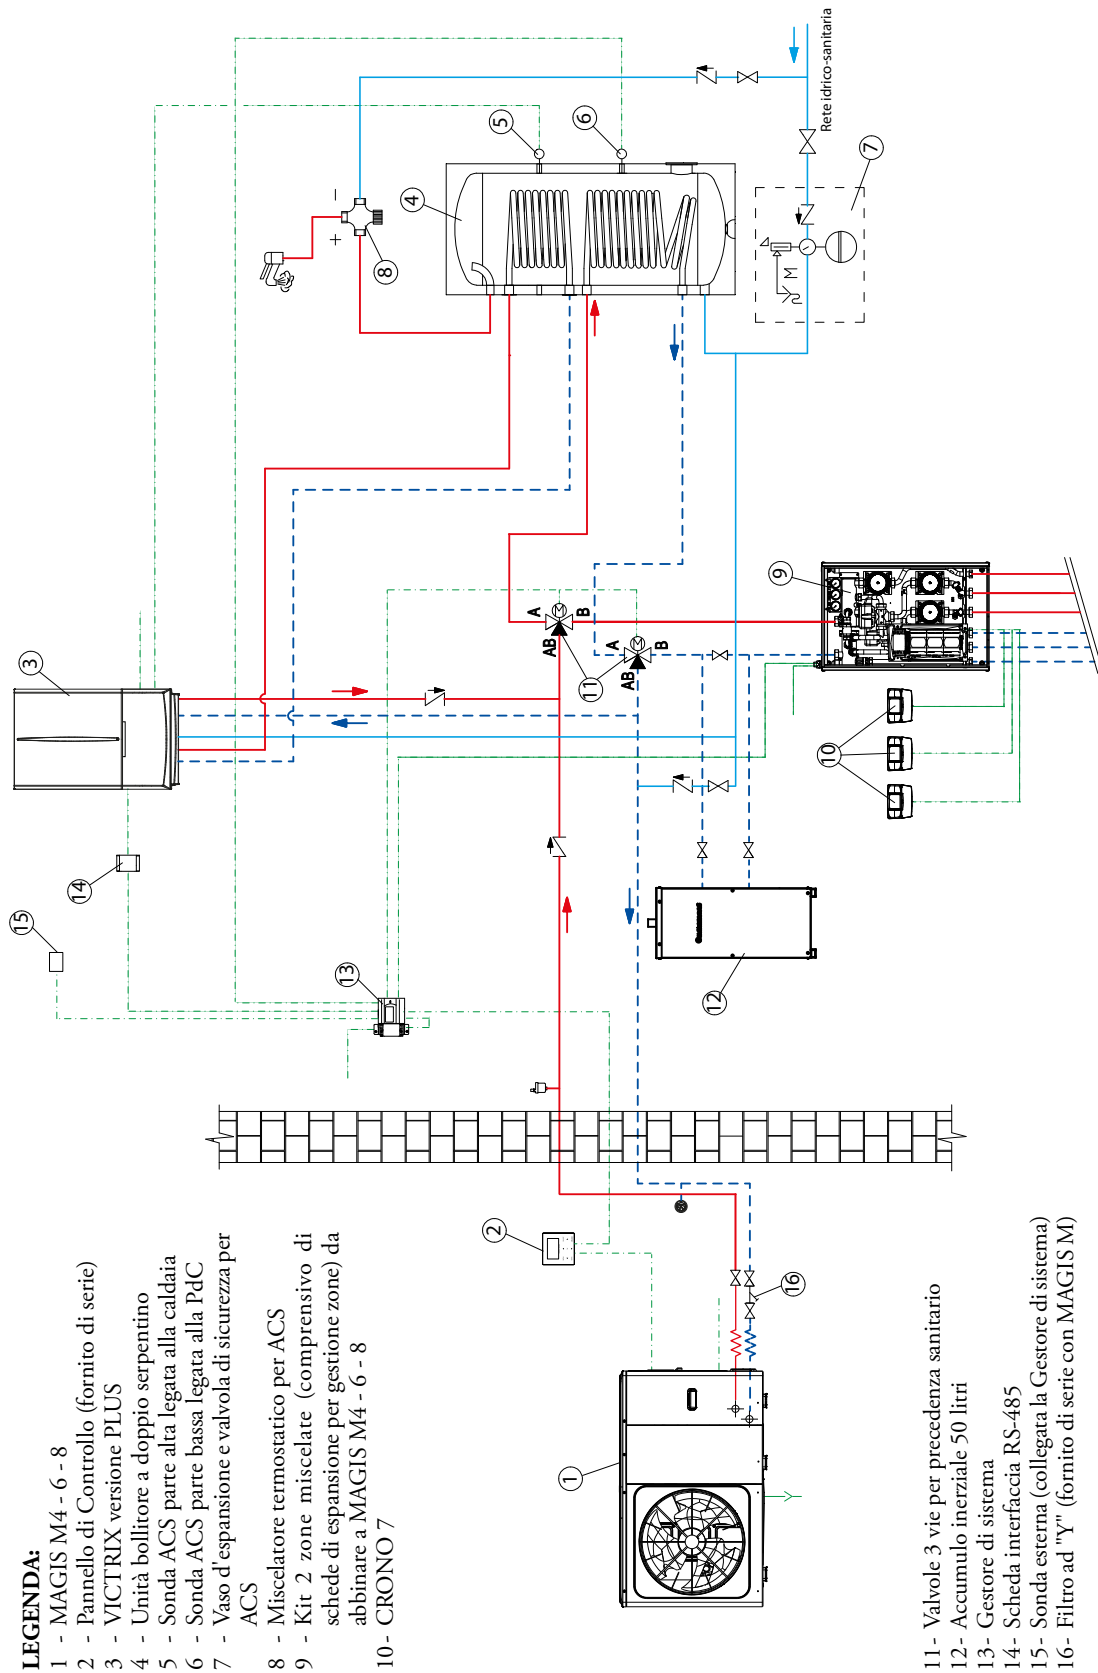 LEGENDA:
1 - MAGIS M4 - 6 - 8
2 - Pannello di Controllo (fornito di serie)
3 - VICTRIX versione PLUS
4 - Unità bollitore a doppio serpentino
5 - Sonda ACS parte alta legata alla caldaia
6 - Sonda ACS parte bassa legata alla PdC
7 - Vaso d'espansione e valvola di sicurezza per
ACS
8 - Miscelatore termostatico per ACS
9 - Kit 2 zone miscelate (comprensivo di
schede di espansione per gestione zone) da
abbinare a MAGIS M4 - 6 - 8
10- CRONO 7
11- Valvole 3 vie per precedenza sanitario
12- Accumulo inerziale 50 litri
13- Gestore di sistema
14- Scheda interfaccia RS-485
15- Sonda esterna (collegata la Gestore di sistema)
16- Filtro ad "Y" (fornito di serie con MAGIS M)
1
2
3
4
5
6
7
8
9
10
11
12
13
14
15
16
+
-
A
B
AB
M
A
B
AB
M
M
Rete idrico-sanitaria